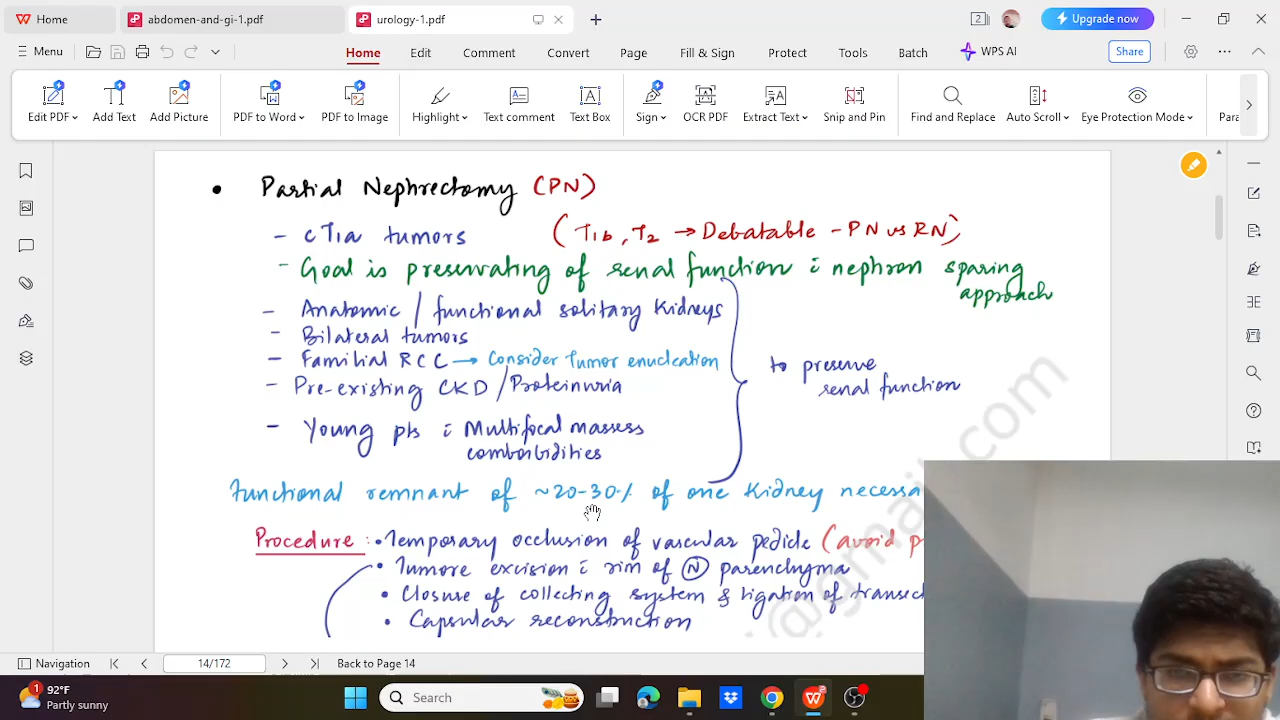 Home
abdomen-and-gi-1.pdf
urology-1.pdf
2
Upgrade now
Menu
Home
Edit
Comment
Convert
Page
Fill & Sign
Protect
Tools
Batch
WPS AI
Share
Edit PDF
Add Text
Add Picture
PDF to Word
PDF to Image
Highlight
Text comment
Text Box
Sign
OCR PDF
Extract Text
Snip and Pin
Find and Replace
Auto Scroll
Eye Protection Mode
Para
• Partial Nephrectomy (PN)
- cT1a tumors (T1b, T2 → Debatable - PN vs RN)
- Goal is preservating of renal function c nephron sparing approach
- Anatomic / functional solitary kidneys
- Bilateral tumors
- Familial RCC → Consider tumor enucleation
- Pre-existing CKD / Proteinuria
to preserve
renal function
- Young pts c Multifocal massess
comborbidities
functional remnant of ~20-30% of one kidney necessa
Procedure : • Temporary occlusion of vascular pedicle (avoid p
• Tumore excision c rim of N parenchyma
• Closure of collecting system & ligation of transect
• Capsular reconstruction
@gmail.com
Navigation
14/172
Back to Page 14
1
92°F
Partly sunny
Search